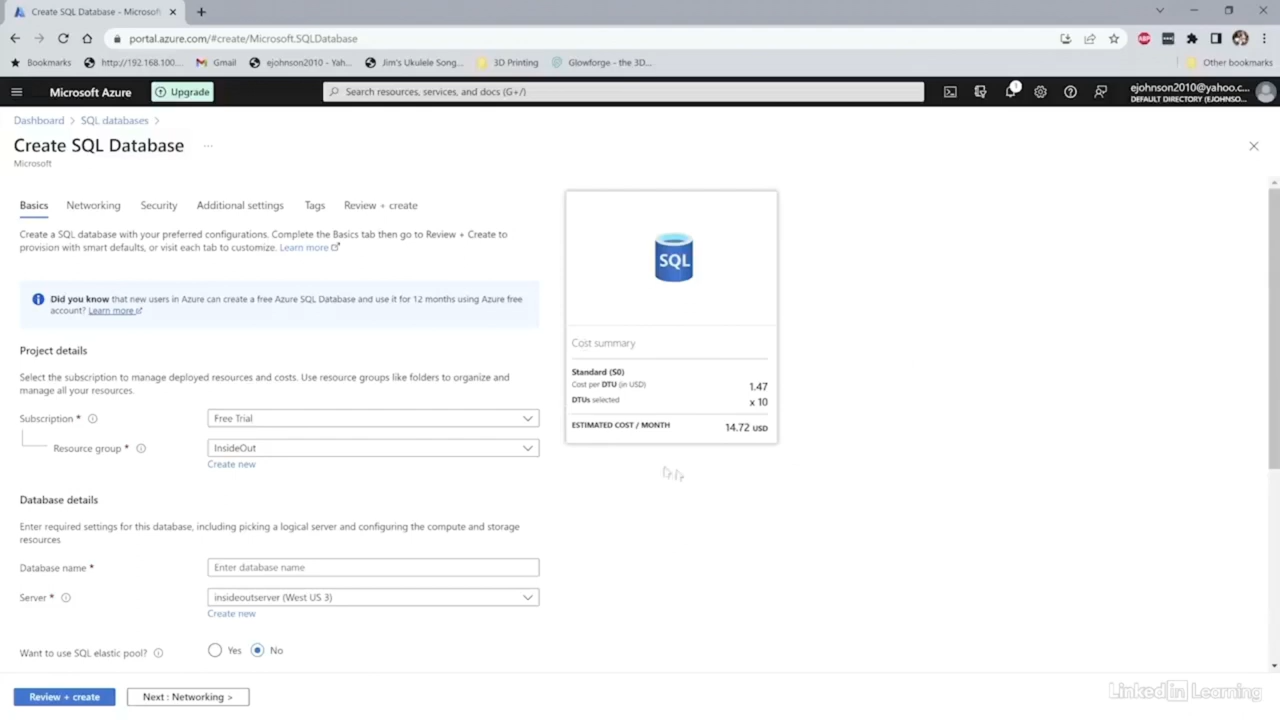 Create SQL Database - Microsoft
portal.azure.com/#create/Microsoft.SQLDatabase
ABP
Bookmarks
http://192.168.100....
Gmail
ejohnson2010 - Yah...
Jim's Ukulele Song...
3D Printing
Glowforge - the 3D...
Other bookmarks
Microsoft Azure
Upgrade
Search resources, services, and docs (G+/)
1
ejohnson2010@yahoo.c...
DEFAULT DIRECTORY (EJOHNSO...
Dashboard > SQL databases >
Create SQL Database ...
Microsoft
Basics Networking Security Additional settings Tags Review + create
Create a SQL database with your preferred configurations. Complete the Basics tab then go to Review + Create to
provision with smart defaults, or visit each tab to customize. Learn more
Did you know that new users in Azure can create a free Azure SQL Database and use it for 12 months using Azure free
account? Learn more
Project details
Select the subscription to manage deployed resources and costs. Use resource groups like folders to organize and
manage all your resources.
Subscription * Free Trial
Resource group * InsideOut
Create new
Database details
Enter required settings for this database, including picking a logical server and configuring the compute and storage
resources
Database name * Enter database name
Server * insideoutserver (West US 3)
Create new
Want to use SQL elastic pool? Yes No
Review + create
Next : Networking >
SQL
Cost summary
Standard (S0)
Cost per DTU (in USD) 1.47
DTUs selected x 10
ESTIMATED COST / MONTH 14.72 USD
Linked in Learning